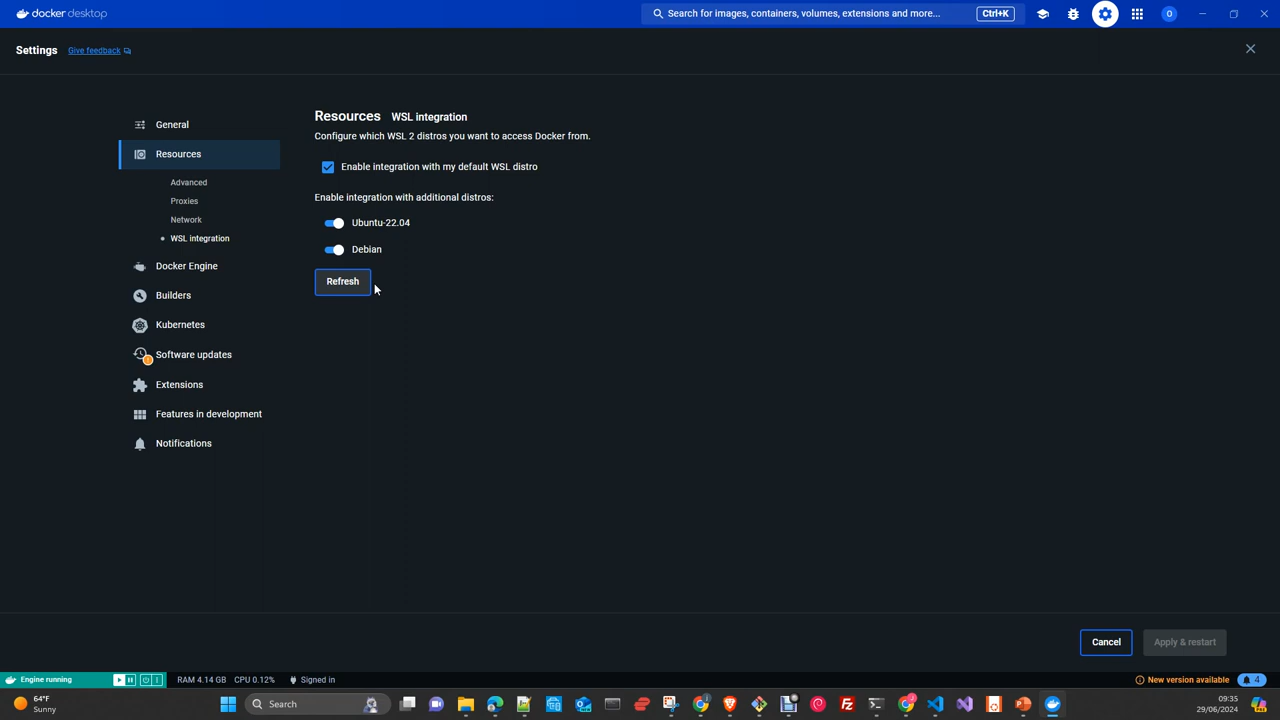 docker desktop
Search for images, containers, volumes, extensions and more... Ctrl+K
O
Settings Give feedback
General
Resources
Advanced
Proxies
Network
WSL integration
Docker Engine
Builders
Kubernetes
Software updates
Extensions
Features in development
Notifications
Resources WSL integration
Configure which WSL 2 distros you want to access Docker from.
Enable integration with my default WSL distro
Enable integration with additional distros:
Ubuntu-22.04
Debian
Refresh
Cancel Apply & restart
Engine running RAM 4.14 GB CPU 0.12% Signed in New version available 4
64°F
Sunny
Search
09:35
29/06/2024